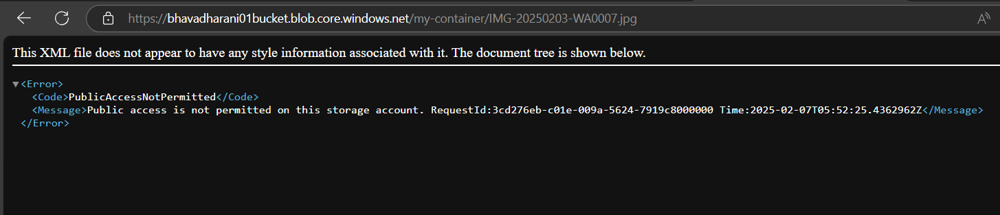 https://bhavadharani01bucket.blob.core.windows.net/my-container/IMG-20250203-WA0007.jpg
This XML file does not appear to have any style information associated with it. The document tree is shown below.
<Error>
<Code>PublicAccessNotPermitted</Code>
<Message>Public access is not permitted on this storage account. RequestId:3cd276eb-c01e-009a-5624-7919c8000000 Time:2025-02-07T05:52:25.4362962Z</Message>
</Error>